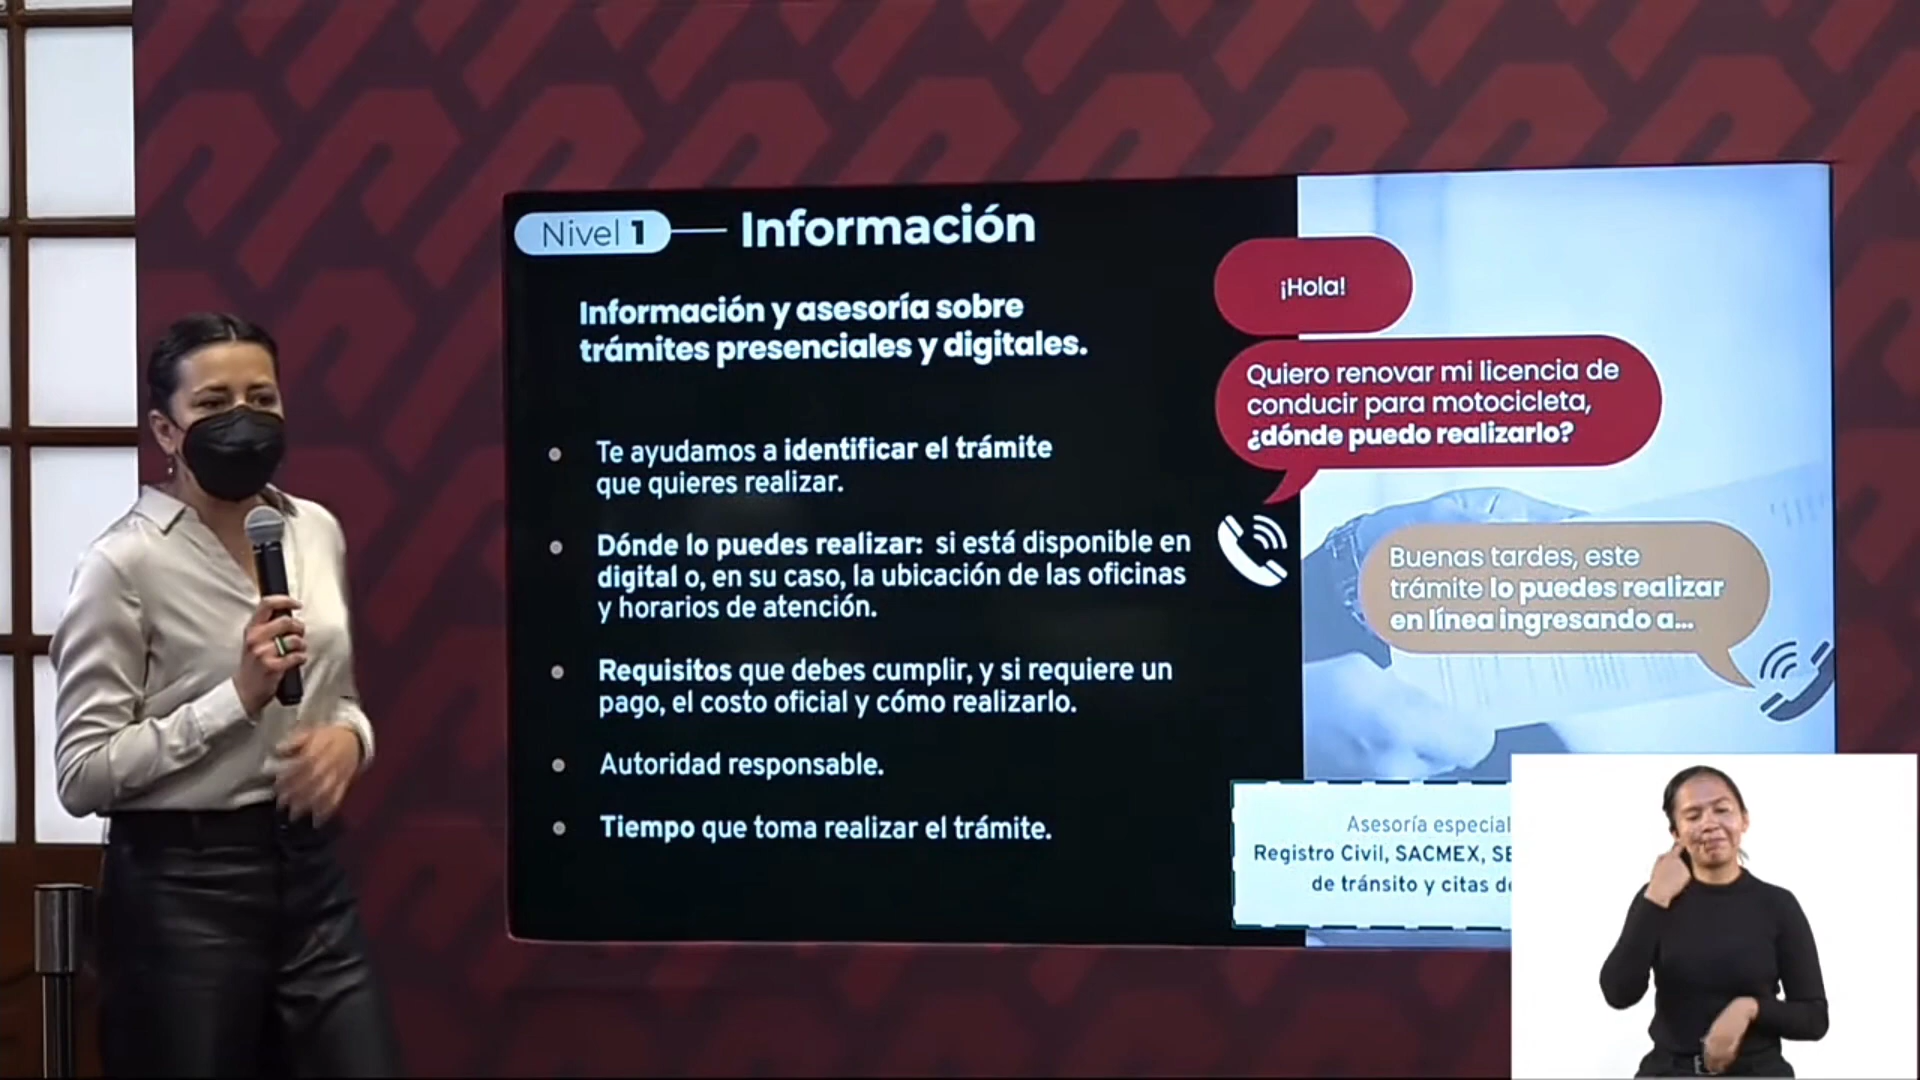 Nivel 1
Información
Información y asesoría sobre
trámites presenciales y digitales.
Te ayudamos a identificar el trámite
que quieres realizar.
Dónde lo puedes realizar: si está disponible en
digital o, en su caso, la ubicación de las oficinas
y horarios de atención.
Requisitos que debes cumplir, y si requiere un
pago, el costo oficial y cómo realizarlo.
Autoridad responsable.
Tiempo que toma realizar el trámite.
¡Hola!
Quiero renovar mi licencia de
conducir para motocicleta,
¿dónde puedo realizarlo?
Buenas tardes, este
trámite lo puedes realizar
en línea ingresando a...
Asesoría especial
Registro Civil, SACMEX, SE
de tránsito y citas de